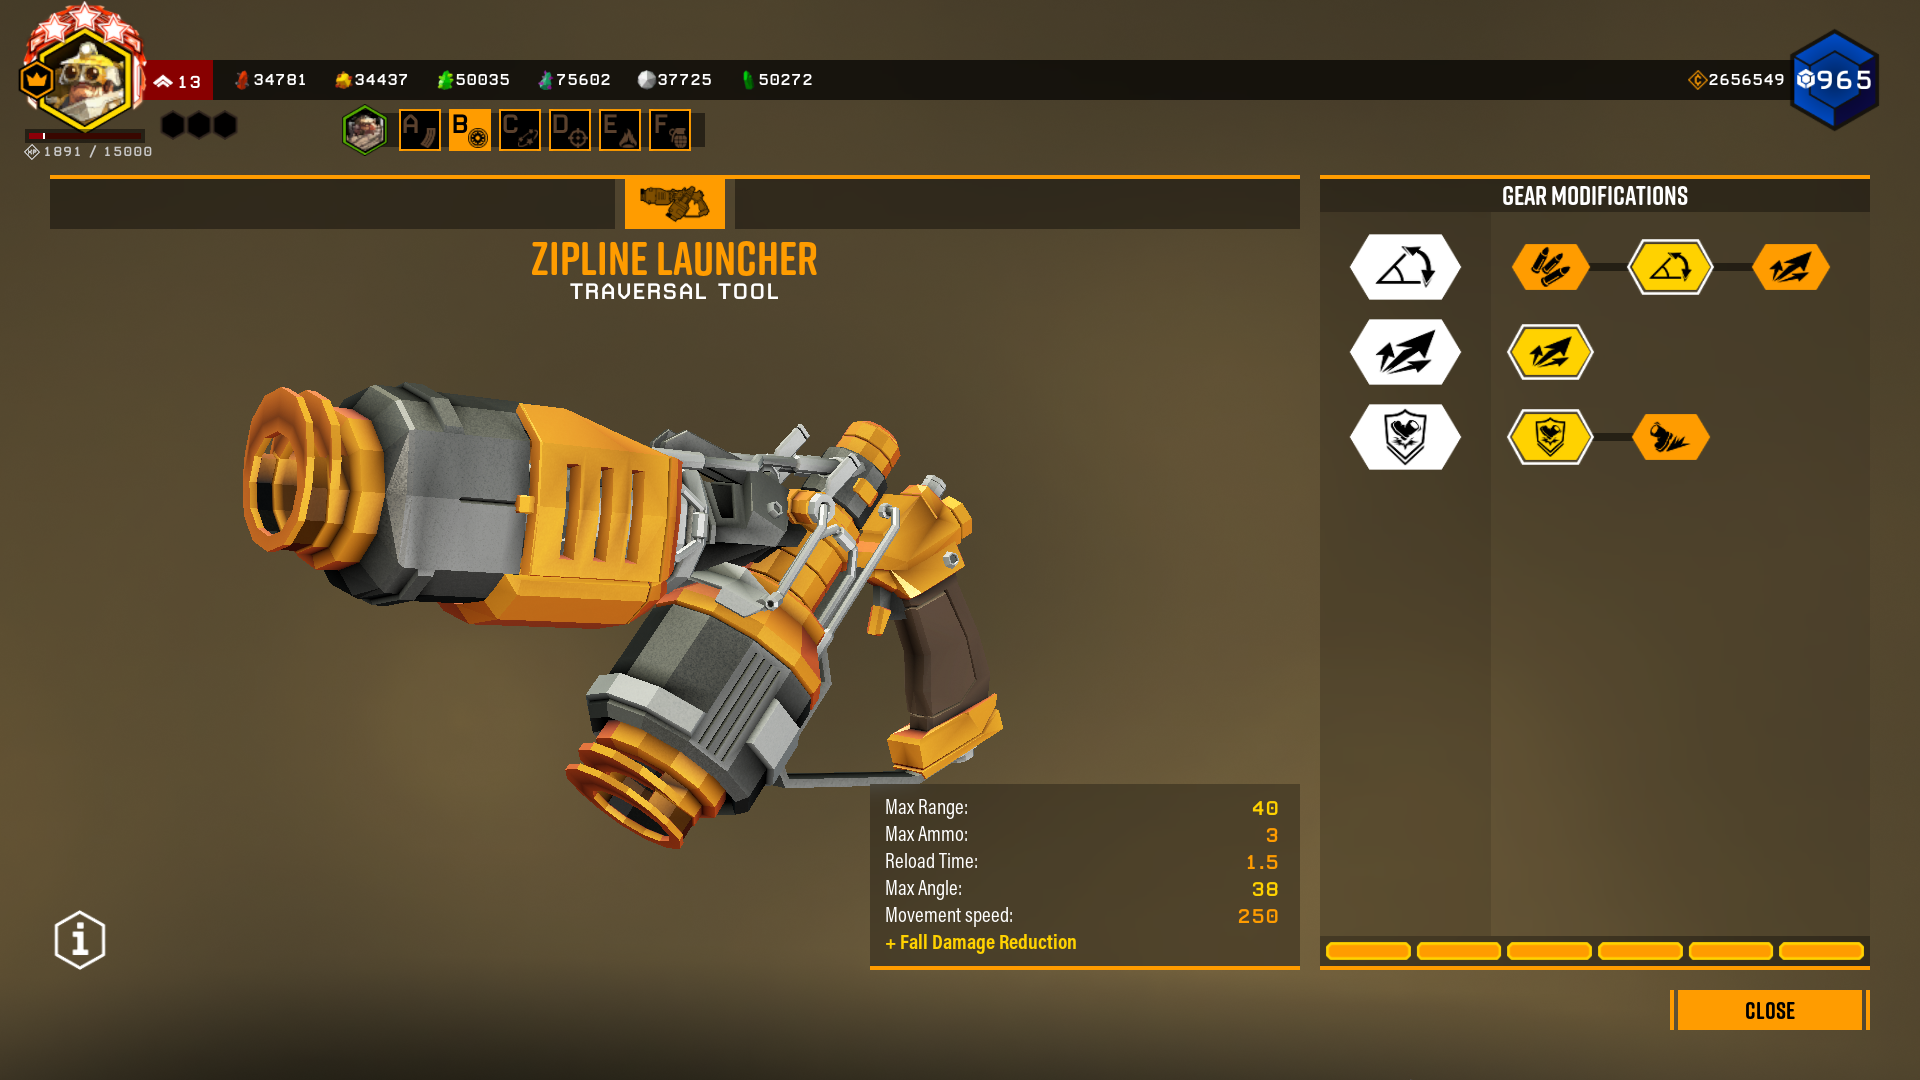 13
34781
34437
50035
75602
37725
50272
2656549
965
1891 / 15000
A
B
C
D
E
F
ZIPLINE LAUNCHER
TRAVERSAL TOOL
GEAR MODIFICATIONS
Max Range: 40
Max Ammo: 3
Reload Time: 1.5
Max Angle: 38
Movement speed: 250
+ Fall Damage Reduction
CLOSE